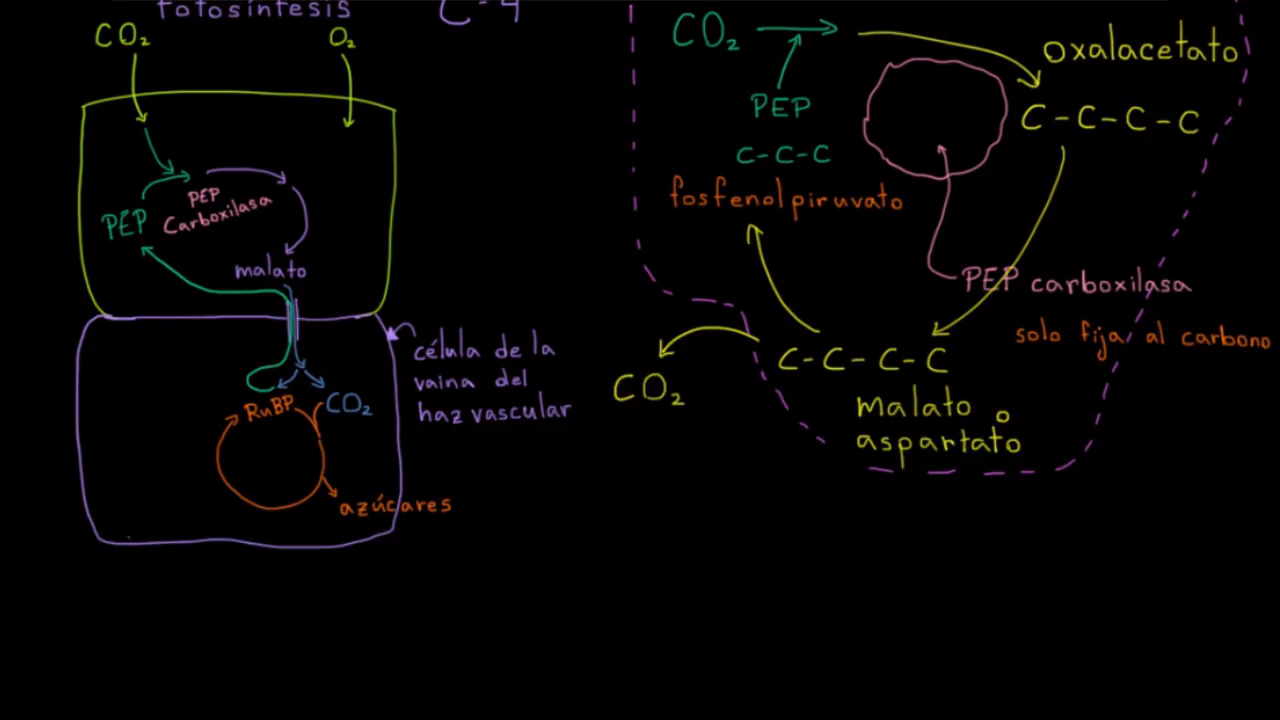 fotosíntesis C-4
CO₂ O₂
PEP
PEP
Carboxilasa
malato
RuBP
CO₂
azúcares
célula de la
vaina del
haz vascular
CO₂
PEP
C-C-C
fosfenolpiruvato
oxalacetato
C-C-C-C
PEP carboxilasa
solo fija al carbono
C-C-C-C
malato o
aspartato
CO₂